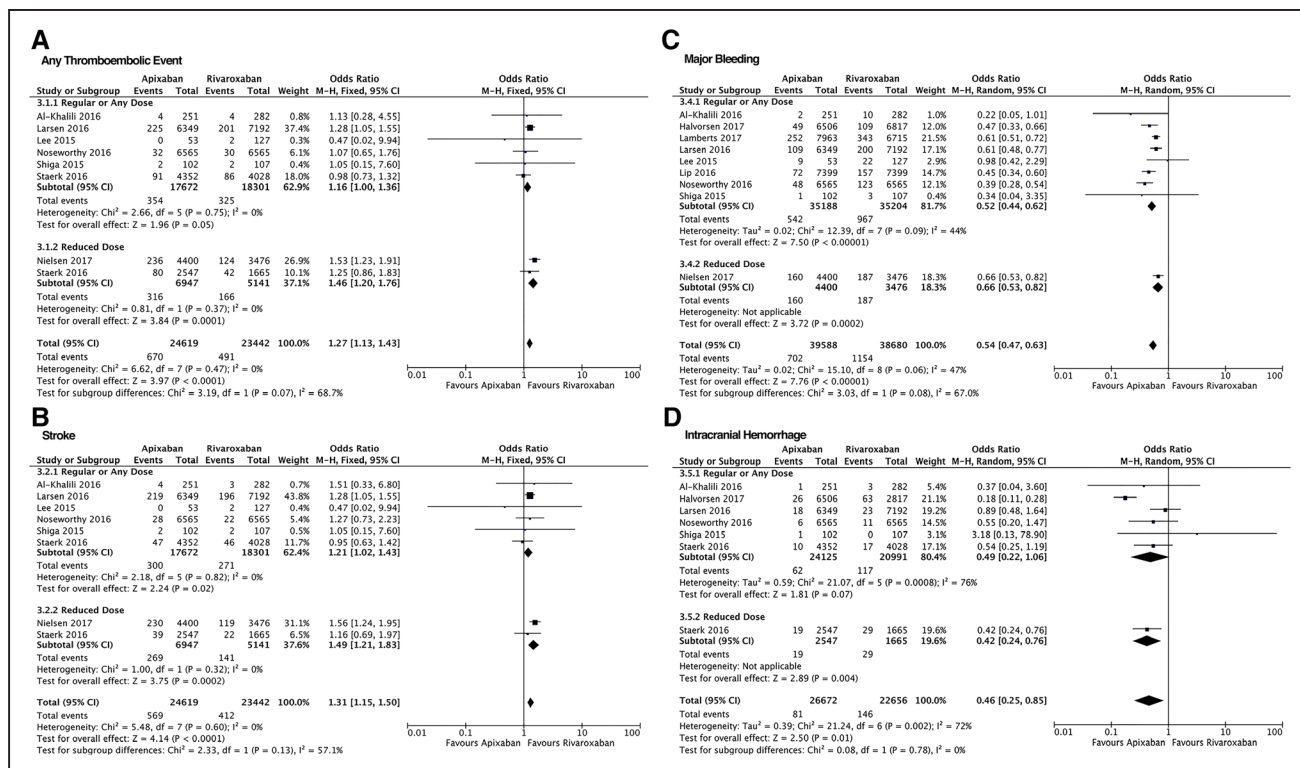 A
Any Thromboembolic Event
Apixaban Rivaroxaban Odds Ratio Odds Ratio
Study or Subgroup Events Total Events Total Weight M-H, Fixed, 95% CI M-H, Fixed, 95% CI
3.1.1 Regular or Any Dose
Al-Khalili 2016 4 251 4 282 0.8% 1.13 [0.28, 4.55]
Larsen 2016 225 6349 201 7192 37.4% 1.28 [1.05, 1.55]
Lee 2015 0 53 2 127 0.3% 0.47 [0.02, 9.94]
Noseworthy 2016 32 6565 30 6565 6.1% 1.07 [0.65, 1.76]
Shiga 2015 2 102 2 107 0.4% 1.05 [0.15, 7.60]
Staerk 2016 91 4352 86 4028 18.0% 0.98 [0.73, 1.32]
Subtotal (95% CI) 17672 18301 62.9% 1.16 [1.00, 1.36]
Total events 354 325
Heterogeneity: Chi² = 2.66, df = 5 (P = 0.75); I² = 0%
Test for overall effect: Z = 1.96 (P = 0.05)
3.1.2 Reduced Dose
Nielsen 2017 236 4400 124 3476 26.9% 1.53 [1.23, 1.91]
Staerk 2016 80 2547 42 1665 10.1% 1.25 [0.86, 1.83]
Subtotal (95% CI) 6947 5141 37.1% 1.46 [1.20, 1.76]
Total events 316 166
Heterogeneity: Chi² = 0.81, df = 1 (P = 0.37); I² = 0%
Test for overall effect: Z = 3.84 (P = 0.0001)
Total (95% CI) 24619 23442 100.0% 1.27 [1.13, 1.43]
Total events 670 491
Heterogeneity: Chi² = 6.62, df = 7 (P = 0.47); I² = 0%
Test for overall effect: Z = 3.97 (P < 0.0001)
Test for subgroup differences: Chi² = 3.19, df = 1 (P = 0.07), I² = 68.7%
0.01 0.1 1 10 100
Favours Apixaban Favours Rivaroxaban
B
Stroke
Apixaban Rivaroxaban Odds Ratio Odds Ratio
Study or Subgroup Events Total Events Total Weight M-H, Fixed, 95% CI M-H, Fixed, 95% CI
3.2.1 Regular or Any Dose
Al-Khalili 2016 4 251 3 282 0.7% 1.51 [0.33, 6.80]
Larsen 2016 219 6349 196 7192 43.8% 1.28 [1.05, 1.55]
Lee 2015 0 53 2 127 0.4% 0.47 [0.02, 9.94]
Noseworthy 2016 28 6565 22 6565 5.4% 1.27 [0.73, 2.23]
Shiga 2015 2 102 2 107 0.5% 1.05 [0.15, 7.60]
Staerk 2016 47 4352 46 4028 11.7% 0.95 [0.63, 1.42]
Subtotal (95% CI) 17672 18301 62.4% 1.21 [1.02, 1.43]
Total events 300 271
Heterogeneity: Chi² = 2.18, df = 5 (P = 0.82); I² = 0%
Test for overall effect: Z = 2.24 (P = 0.02)
3.2.2 Reduced Dose
Nielsen 2017 230 4400 119 3476 31.1% 1.56 [1.24, 1.95]
Staerk 2016 39 2547 22 1665 6.5% 1.16 [0.69, 1.97]
Subtotal (95% CI) 6947 5141 37.6% 1.49 [1.21, 1.83]
Total events 269 141
Heterogeneity: Chi² = 1.00, df = 1 (P = 0.32); I² = 0%
Test for overall effect: Z = 3.75 (P = 0.0002)
Total (95% CI) 24619 23442 100.0% 1.31 [1.15, 1.50]
Total events 569 412
Heterogeneity: Chi² = 5.48, df = 7 (P = 0.60); I² = 0%
Test for overall effect: Z = 4.14 (P < 0.0001)
Test for subgroup differences: Chi² = 2.33, df = 1 (P = 0.13), I² = 57.1%
0.01 0.1 1 10 100
Favours Apixaban Favours Rivaroxaban
C
Major Bleeding
Apixaban Rivaroxaban Odds Ratio Odds Ratio
Study or Subgroup Events Total Events Total Weight M-H, Random, 95% CI M-H, Random, 95% CI
3.4.1 Regular or Any Dose
Al-Khalili 2016 2 251 10 282 1.0% 0.22 [0.05, 1.01]
Halvorsen 2017 49 6506 109 6817 12.1% 0.47 [0.33, 0.66]
Lamberts 2017 252 7963 343 6715 21.9% 0.61 [0.51, 0.72]
Larsen 2016 109 6349 200 7192 18.0% 0.61 [0.48, 0.77]
Lee 2015 9 53 22 127 2.9% 0.98 [0.42, 2.29]
Lip 2016 72 7399 157 7399 14.7% 0.45 [0.34, 0.60]
Noseworthy 2016 48 6565 123 6565 12.1% 0.39 [0.28, 0.54]
Shiga 2015 1 102 3 107 0.4% 0.34 [0.04, 3.35]
Subtotal (95% CI) 35188 35204 81.7% 0.52 [0.44, 0.62]
Total events 542 967
Heterogeneity: Tau² = 0.02; Chi² = 12.39, df = 7 (P = 0.09); I² = 44%
Test for overall effect: Z = 7.50 (P < 0.00001)
3.4.2 Reduced Dose
Nielsen 2017 160 4400 187 3476 18.3% 0.66 [0.53, 0.82]
Subtotal (95% CI) 4400 3476 18.3% 0.66 [0.53, 0.82]
Total events 160 187
Heterogeneity: Not applicable
Test for overall effect: Z = 3.72 (P = 0.0002)
Total (95% CI) 39588 38680 100.0% 0.54 [0.47, 0.63]
Total events 702 1154
Heterogeneity: Tau² = 0.02; Chi² = 15.10, df = 8 (P = 0.06); I² = 47%
Test for overall effect: Z = 7.76 (P < 0.00001)
Test for subgroup differences: Chi² = 3.03, df = 1 (P = 0.08), I² = 67.0%
0.01 0.1 1 10 100
Favours Apixaban Favours Rivaroxaban
D
Intracranial Hemorrhage
Apixaban Rivaroxaban Odds Ratio Odds Ratio
Study or Subgroup Events Total Events Total Weight M-H, Random, 95% CI M-H, Random, 95% CI
3.5.1 Regular or Any Dose
Al-Khalili 2016 1 251 3 282 5.4% 0.37 [0.04, 3.60]
Halvorsen 2017 26 6506 63 2817 21.1% 0.18 [0.11, 0.28]
Larsen 2016 18 6349 23 7192 19.2% 0.89 [0.48, 1.64]
Noseworthy 2016 6 6565 11 6565 14.5% 0.55 [0.20, 1.47]
Shiga 2015 1 102 0 107 3.1% 3.18 [0.13, 78.90]
Staerk 2016 10 4352 17 4028 17.1% 0.54 [0.25, 1.19]
Subtotal (95% CI) 24125 20991 80.4% 0.49 [0.22, 1.06]
Total events 62 117
Heterogeneity: Tau² = 0.59; Chi² = 21.07, df = 5 (P = 0.0008); I² = 76%
Test for overall effect: Z = 1.81 (P = 0.07)
3.5.2 Reduced Dose
Staerk 2016 19 2547 29 1665 19.6% 0.42 [0.24, 0.76]
Subtotal (95% CI) 2547 1665 19.6% 0.42 [0.24, 0.76]
Total events 19 29
Heterogeneity: Not applicable
Test for overall effect: Z = 2.89 (P = 0.004)
Total (95% CI) 26672 22656 100.0% 0.46 [0.25, 0.85]
Total events 81 146
Heterogeneity: Tau² = 0.39; Chi² = 21.24, df = 6 (P = 0.002); I² = 72%
Test for overall effect: Z = 2.50 (P = 0.01)
Test for subgroup differences: Chi² = 0.08, df = 1 (P = 0.78), I² = 0%
0.01 0.1 1 10 100
Favours Apixaban Favours Rivaroxaban